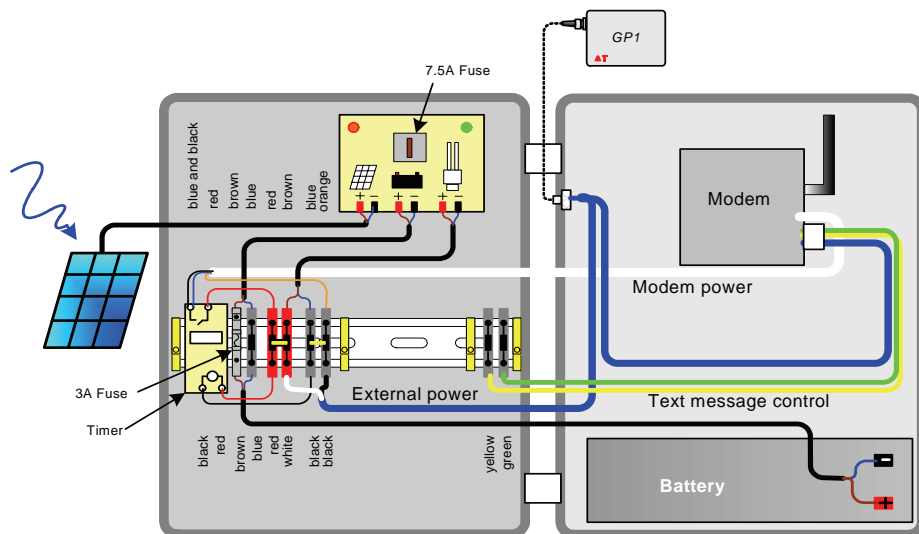 GP1
ΔT
7.5A Fuse
blue and black
red
brown
blue
red
brown
blue
orange
+
–
+
–
+
–
Modem
Modem power
3A Fuse
Timer
External power
Text message control
black
red
brown
blue
red
white
black
black
yellow
green
Battery
–
+